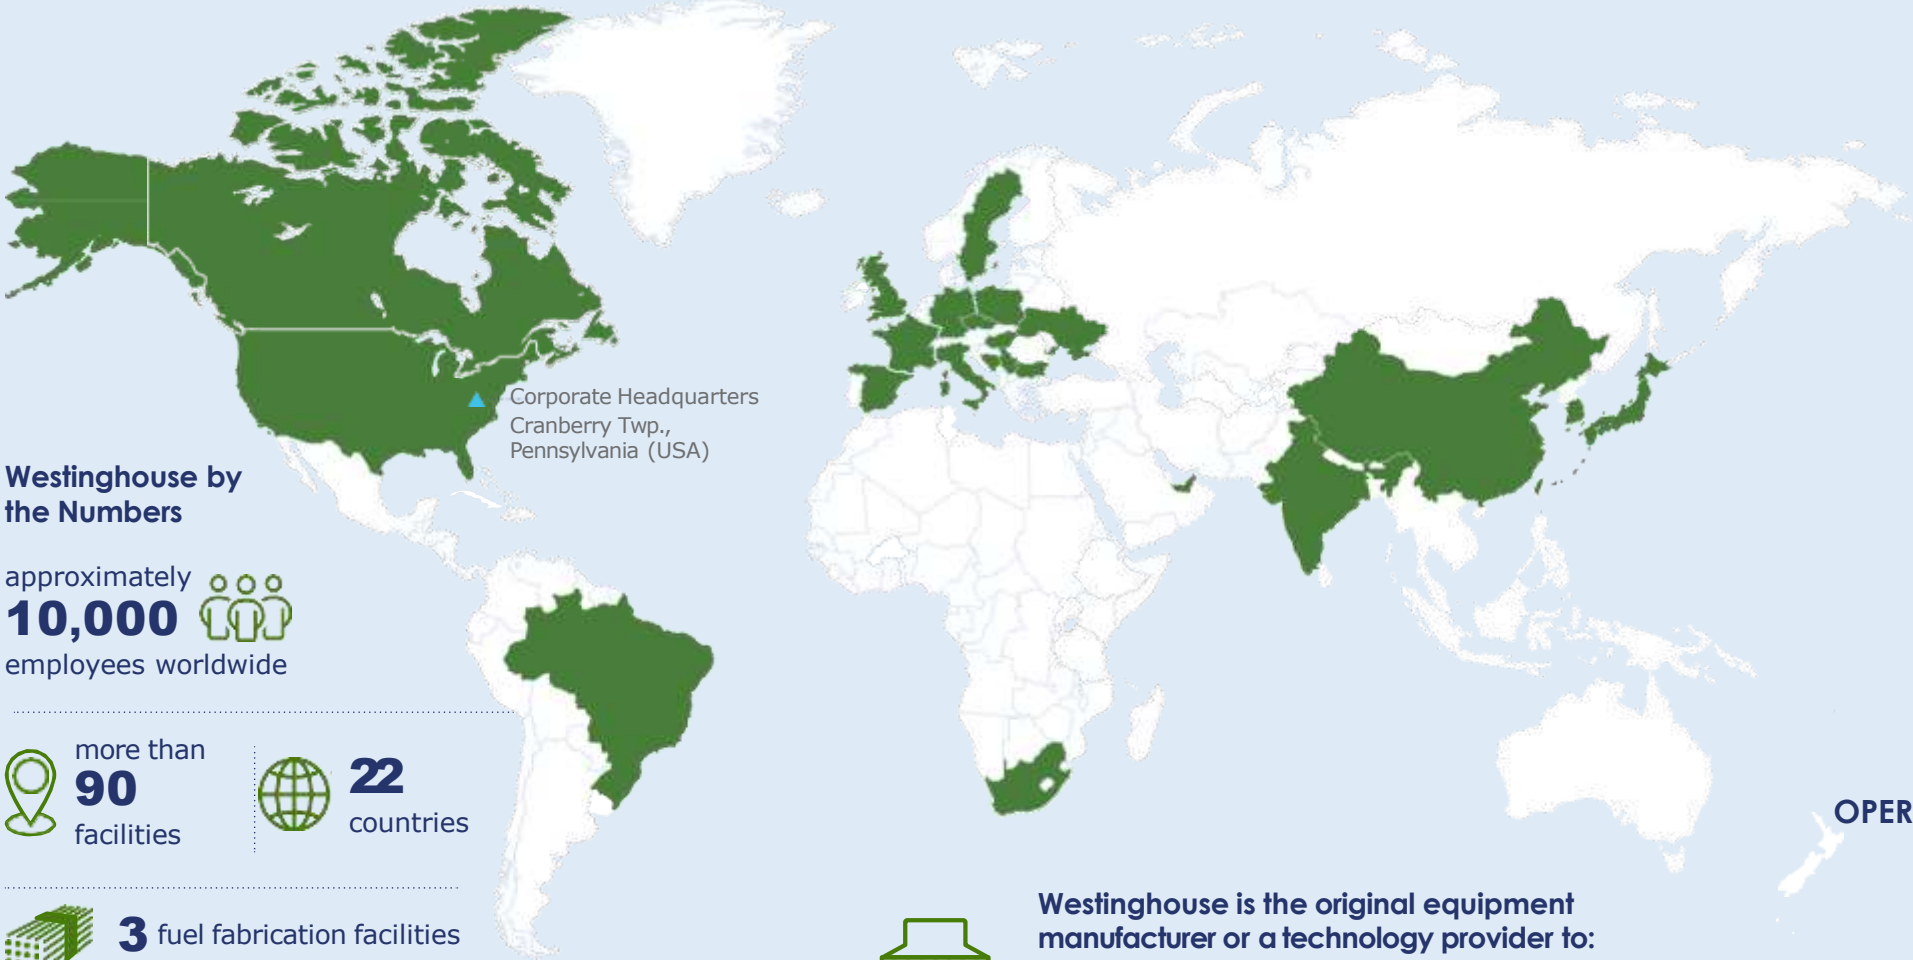 Corporate Headquarters
Cranberry Twp.,
Pennsylvania (USA)
Westinghouse by
the Numbers
approximately
10,000
employees worldwide
more than
90
facilities
22
countries
3 fuel fabrication facilities
OPER
Westinghouse is the original equipment
manufacturer or a technology provider to: